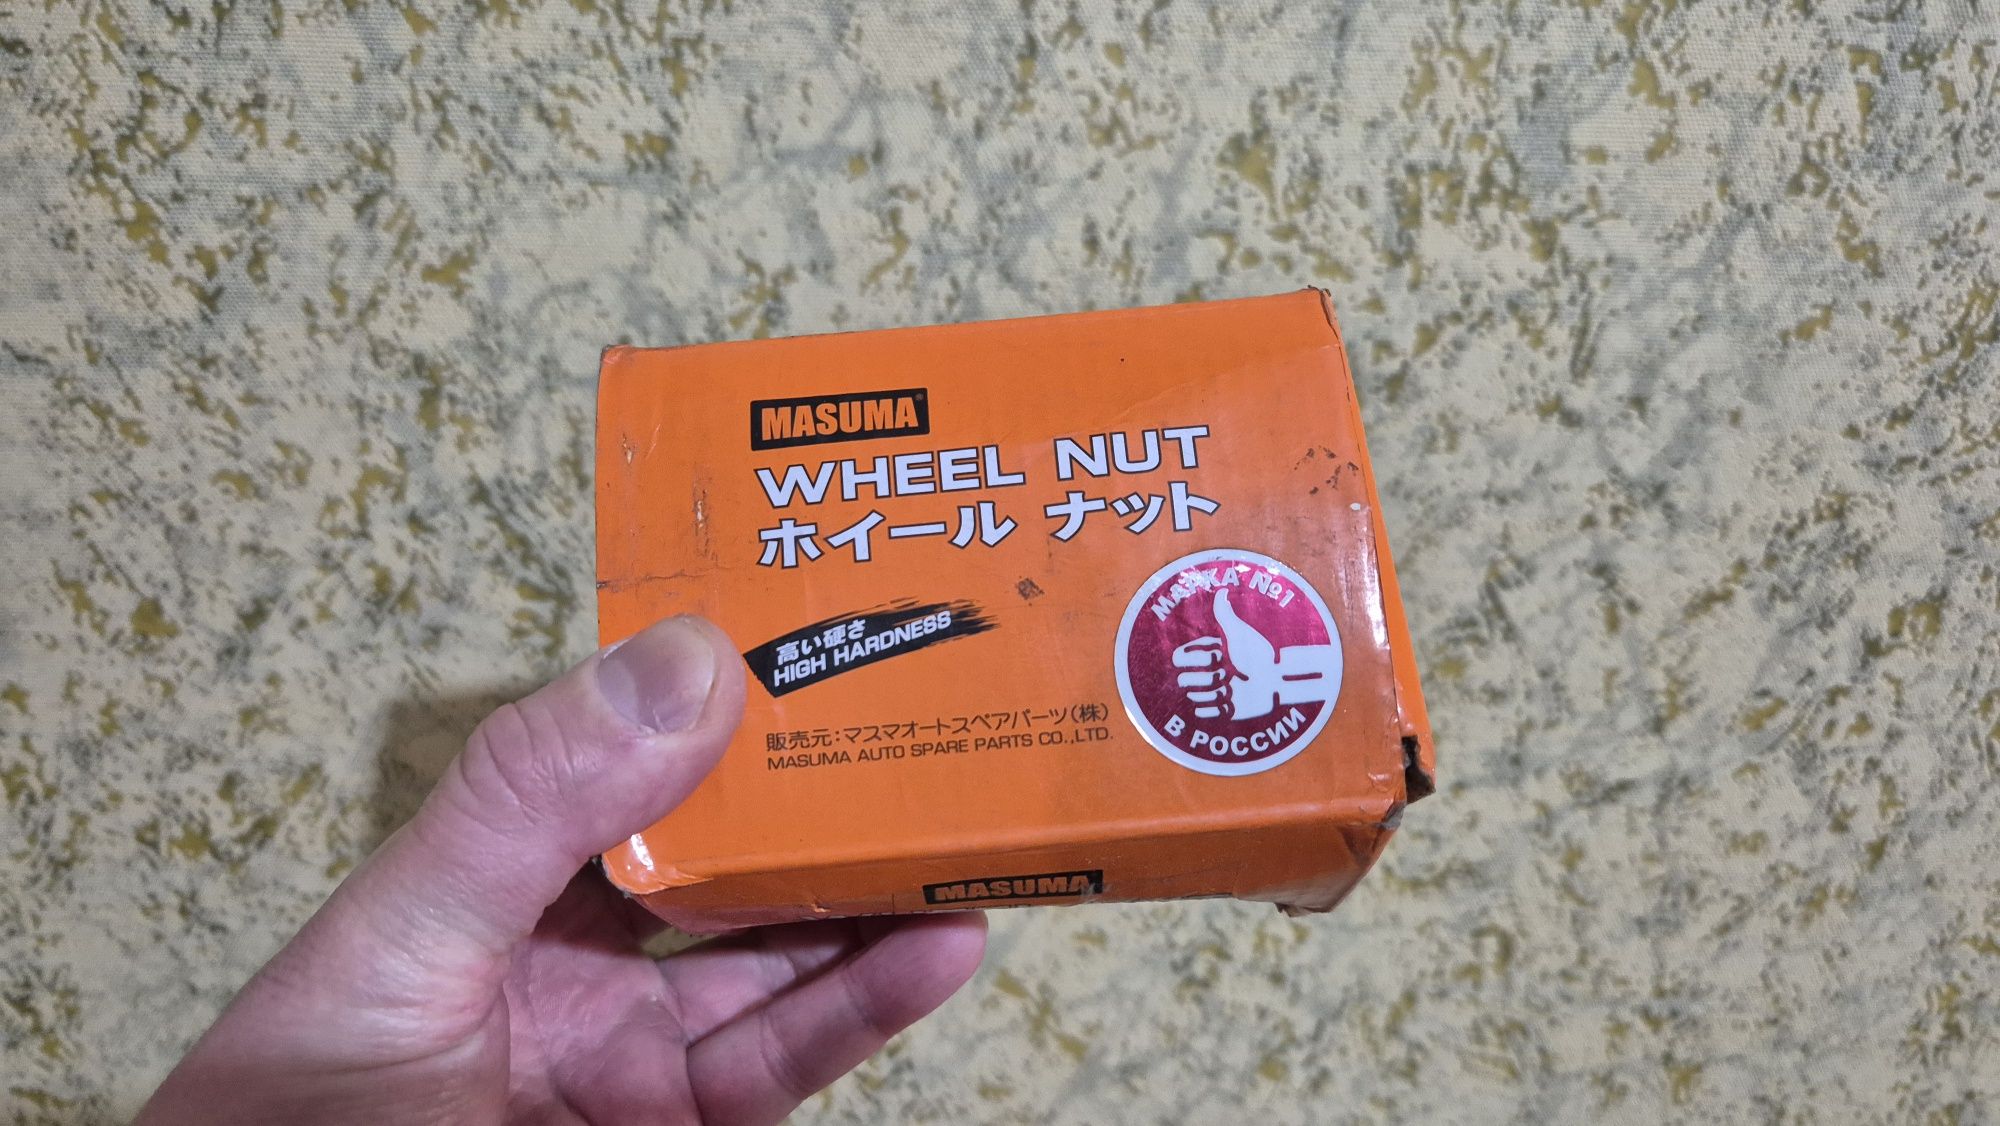 MASUMA®
WHEEL NUT
ホイール ナット
高い硬さ
HIGH HARDNESS
販売元:マスマオートスペアパーツ(株)
MASUMA AUTO SPARE PARTS CO.,LTD.
МАРКА №1
В РОССИИ
MASUMA